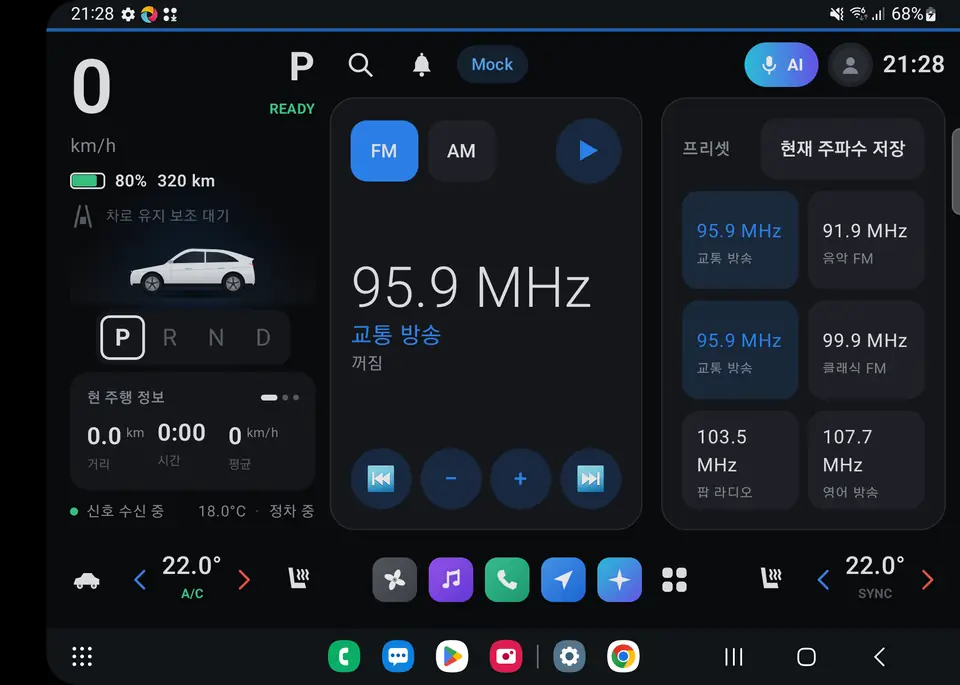 21:28
68%
0
P
READY
km/h
80% 320 km
차로 유지 보조 대기
P R N D
현 주행 정보
0.0 km 0:00 0 km/h
거리 시간 평균
신호 수신 중 18.0°C · 정차 중
Mock
AI
21:28
FM AM
95.9 MHz
교통 방송
꺼짐
− +
프리셋 현재 주파수 저장
95.9 MHz
교통 방송
91.9 MHz
음악 FM
95.9 MHz
교통 방송
99.9 MHz
클래식 FM
103.5
MHz
팝 라디오
107.7
MHz
영어 방송
22.0°
A/C
22.0°
SYNC